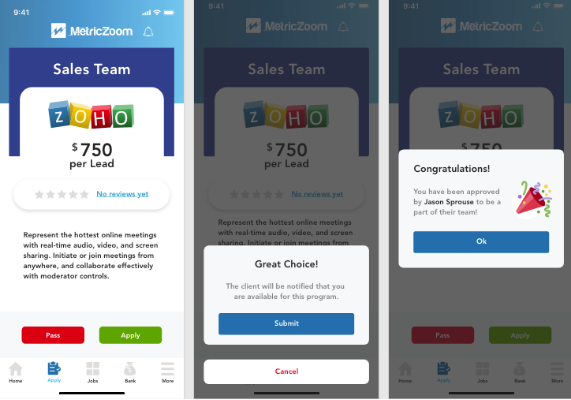 9:41
MetricZoom
Sales Team
ZOHO
$750
per Lead
No reviews yet
Represent the hottest online meetings
with real-time audio, video, and screen
sharing. Initiate or join meetings from
anywhere, and collaborate effectively
with moderator controls.
Pass
Apply
Home
Apply
Jobs
Bank
More
9:41
MetricZoom
Sales Team
ZOHO
$750
per Lead
No reviews yet
Represent the hottest online meetings
with real-time audio, video, and screen
sharing. Initiate or join meetings from
Great Choice!
The client will be notified that you
are available for this program.
Submit
Cancel
9:41
MetricZoom
Sales Team
ZOHO
$750
Congratulations!
You have been approved
by Jason Sprouse to be a
part of their team!
Ok
Pass
Apply
Home
Apply
Jobs
Bank
More